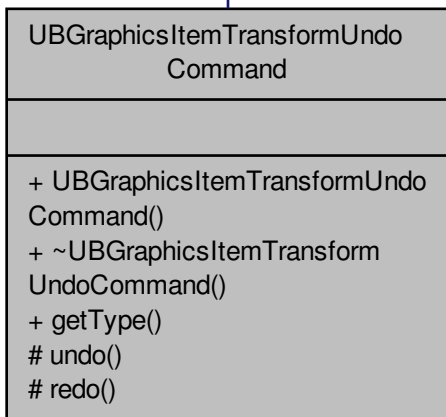 UBGraphicsItemTransformUndo
Command
+ UBGraphicsItemTransformUndo
Command()
+ ~UBGraphicsItemTransform
UndoCommand()
+ getType()
# undo()
# redo()